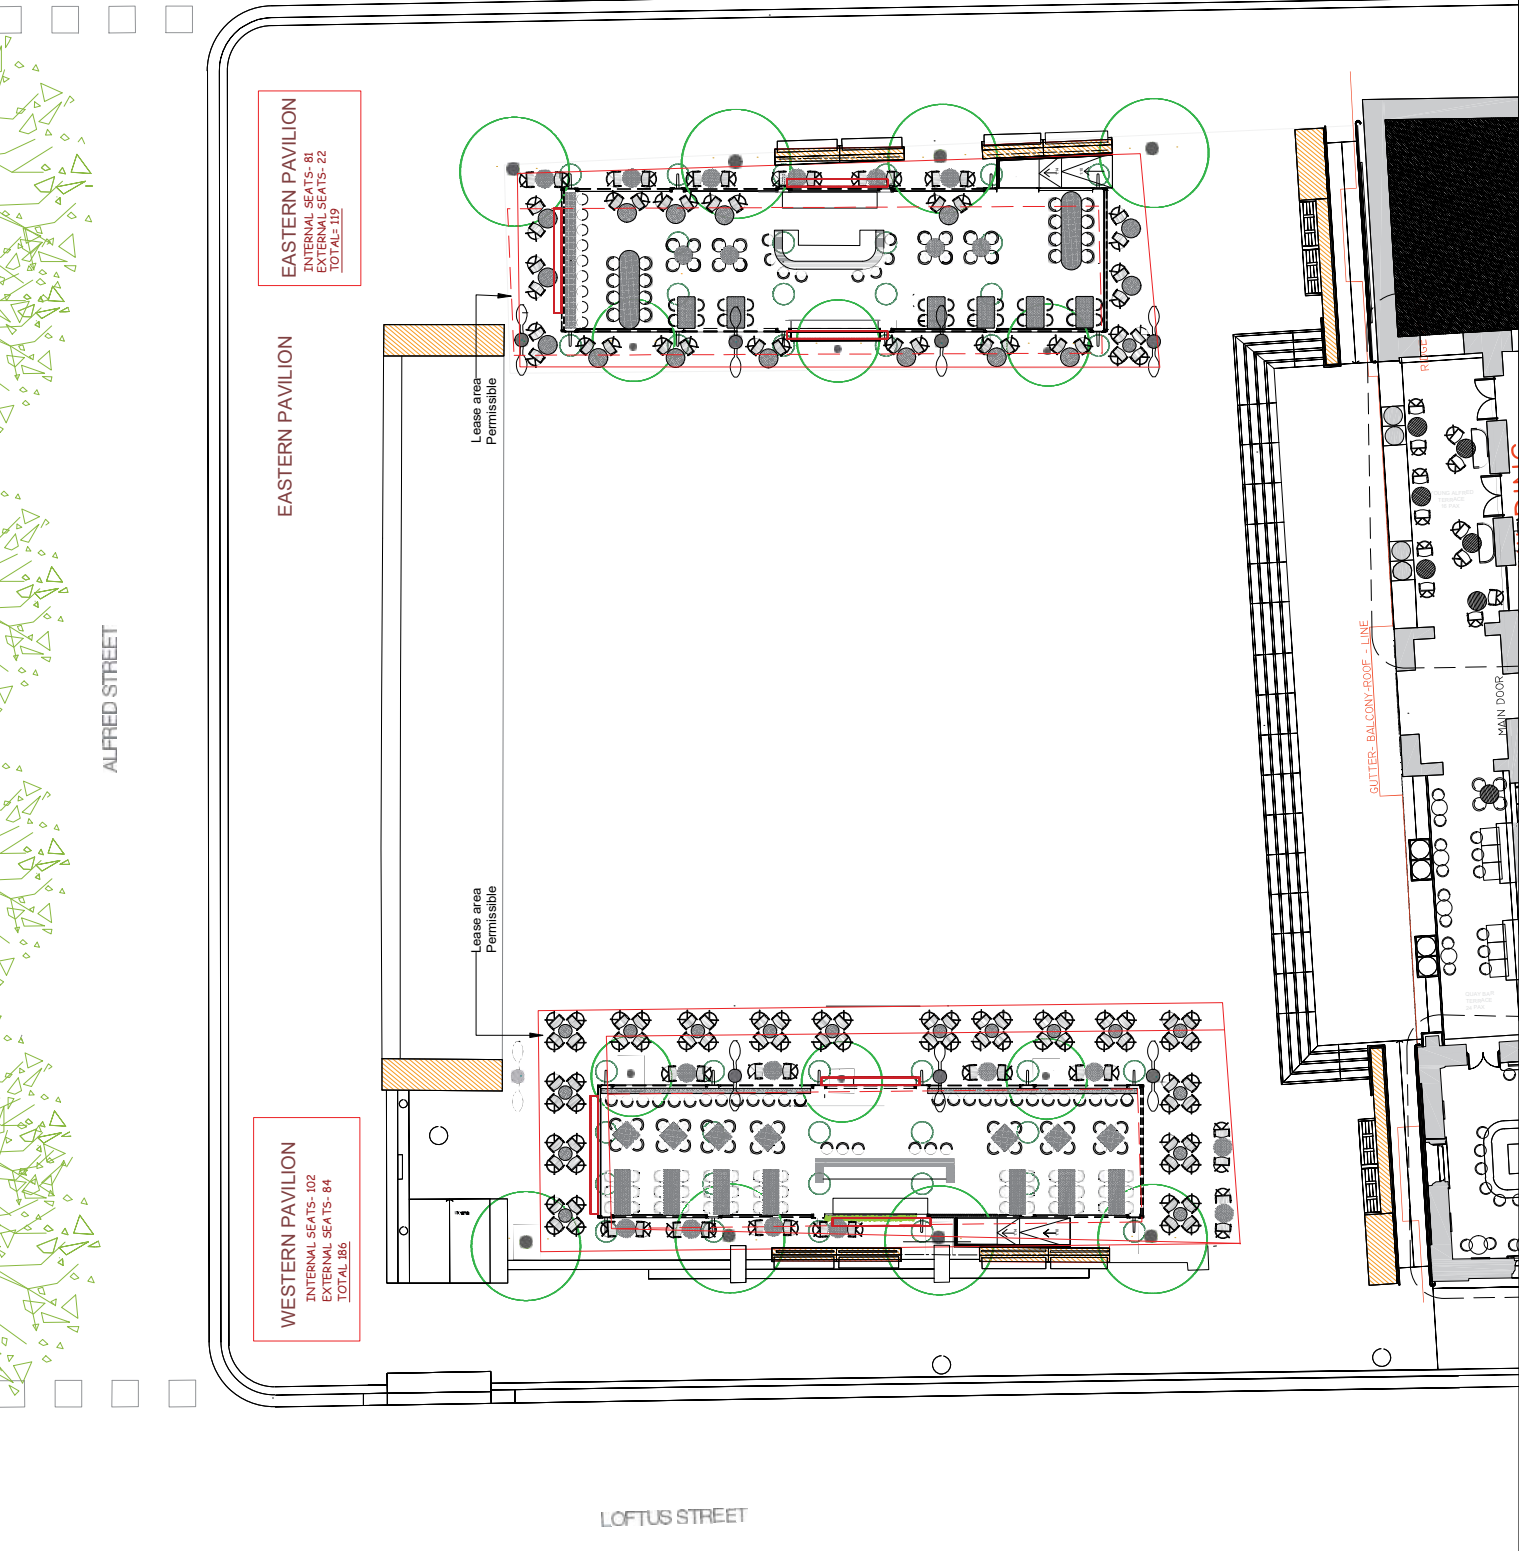 EASTERN PAVILION
INTERNAL SEATS- 81
EXTERNAL SEATS- 22
TOTAL= 119
EASTERN PAVILION
Lease area
Permissible
ALFRED STREET
Lease area
Permissible
WESTERN PAVILION
INTERNAL SEATS- 102
EXTERNAL SEATS- 84
TOTAL 186
GUTTER- BALCONY-ROOF - LINE
MAIN DOOR
TERRACE
TERRACE
LOFTUS STREET